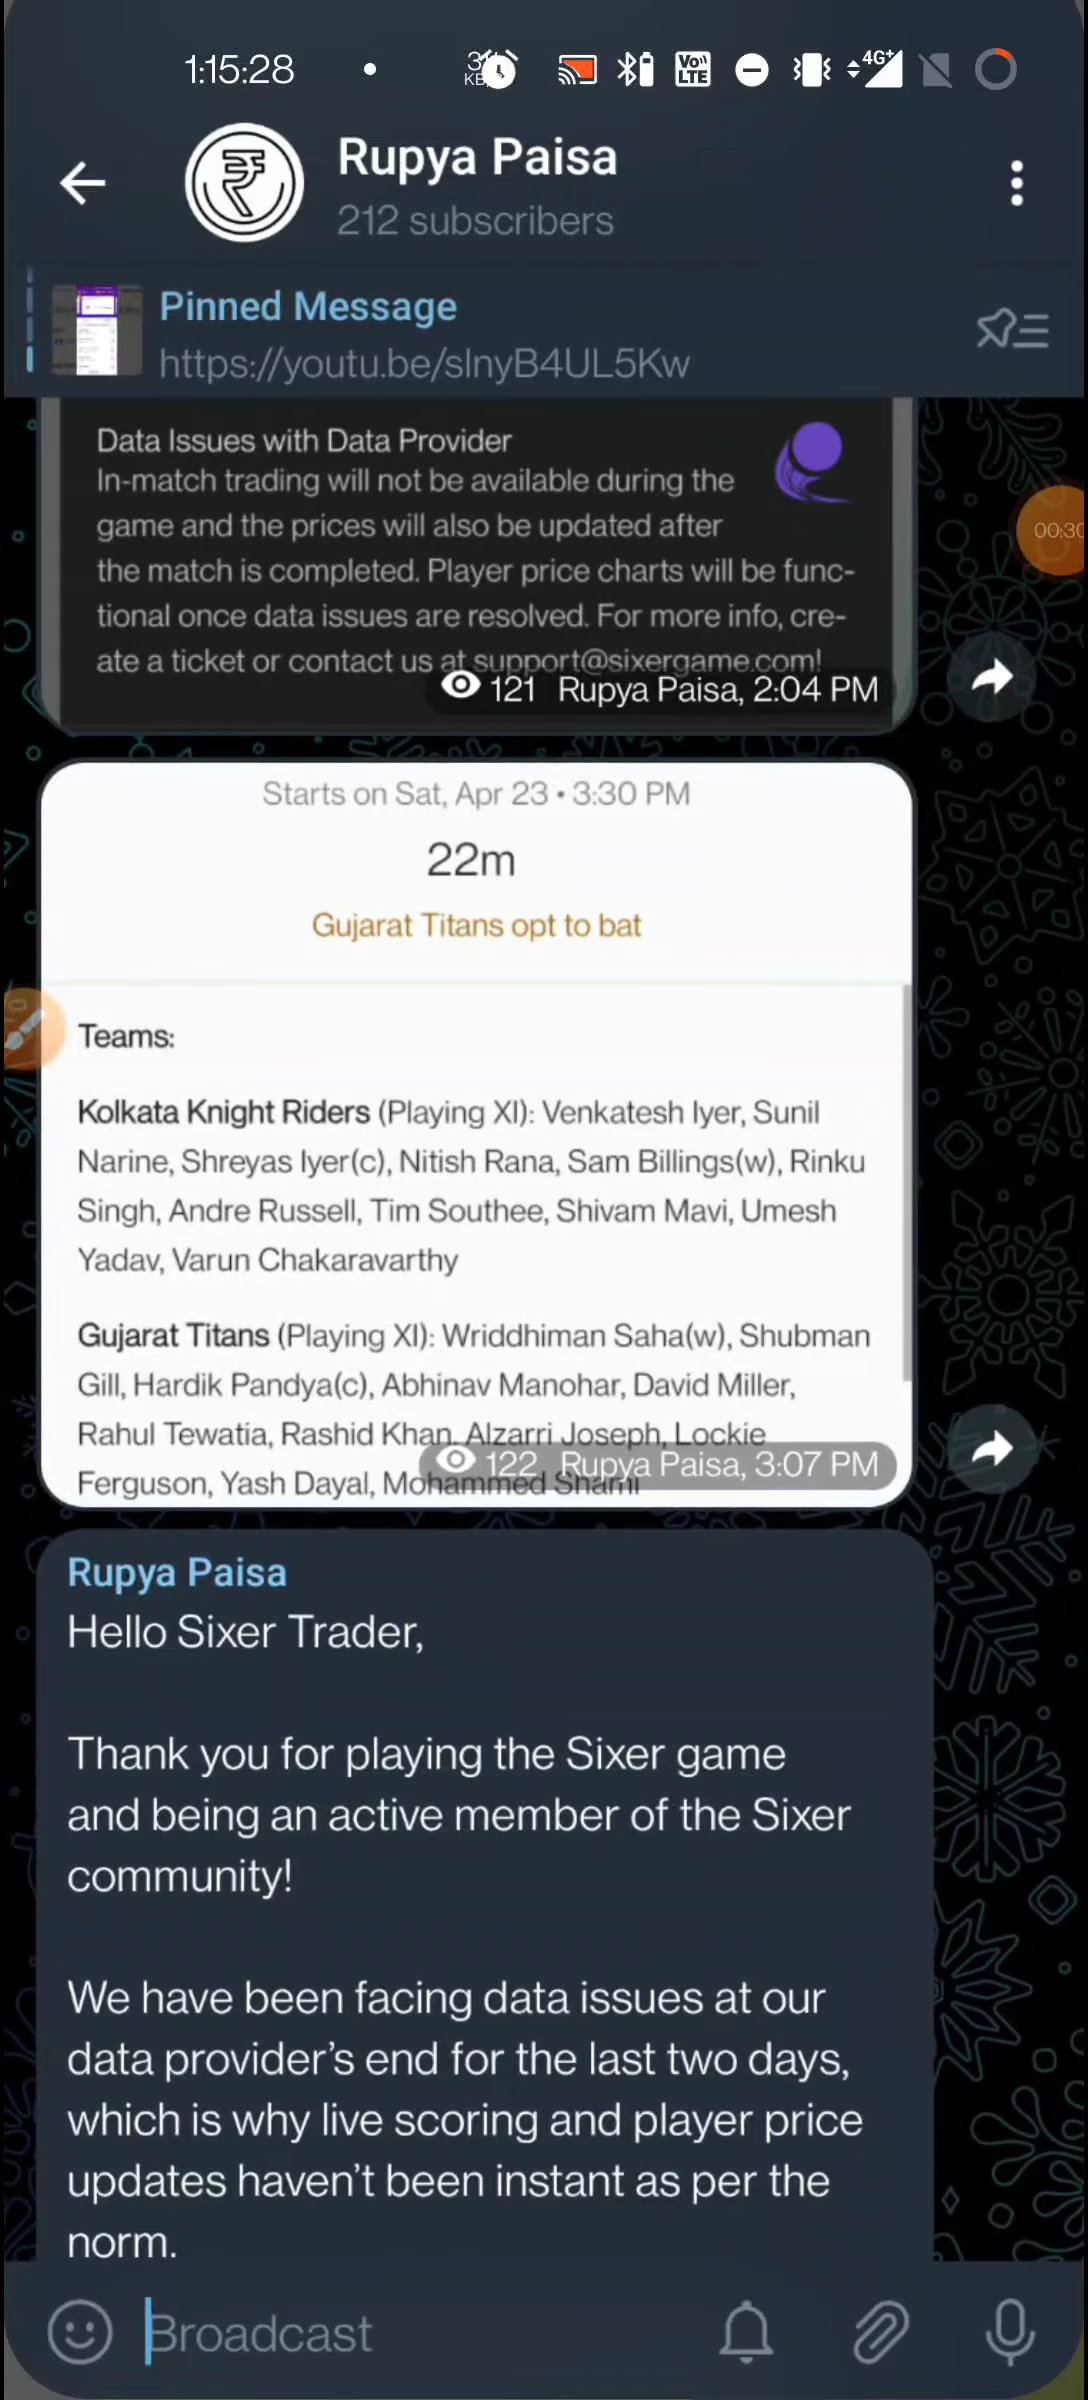 1:15:28
Vo))
LTE
4G+
Rupya Paisa
212 subscribers
Pinned Message
https://youtu.be/slnyB4UL5Kw
Data Issues with Data Provider
In-match trading will not be available during the
game and the prices will also be updated after
the match is completed. Player price charts will be func-
tional once data issues are resolved. For more info, cre-
ate a ticket or contact us at support@sixergame.com!
00:30
121 Rupya Paisa, 2:04 PM
Starts on Sat, Apr 23 • 3:30 PM
22m
Gujarat Titans opt to bat
Teams:
Kolkata Knight Riders (Playing XI): Venkatesh Iyer, Sunil
Narine, Shreyas Iyer(c), Nitish Rana, Sam Billings(w), Rinku
Singh, Andre Russell, Tim Southee, Shivam Mavi, Umesh
Yadav, Varun Chakaravarthy
Gujarat Titans (Playing XI): Wriddhiman Saha(w), Shubman
Gill, Hardik Pandya(c), Abhinav Manohar, David Miller,
Rahul Tewatia, Rashid Khan, Alzarri Joseph, Lockie
Ferguson, Yash Dayal, Mohammed Shami
122 Rupya Paisa, 3:07 PM
Rupya Paisa
Hello Sixer Trader,
Thank you for playing the Sixer game
and being an active member of the Sixer
community!
We have been facing data issues at our
data provider's end for the last two days,
which is why live scoring and player price
updates haven't been instant as per the
norm.
Broadcast